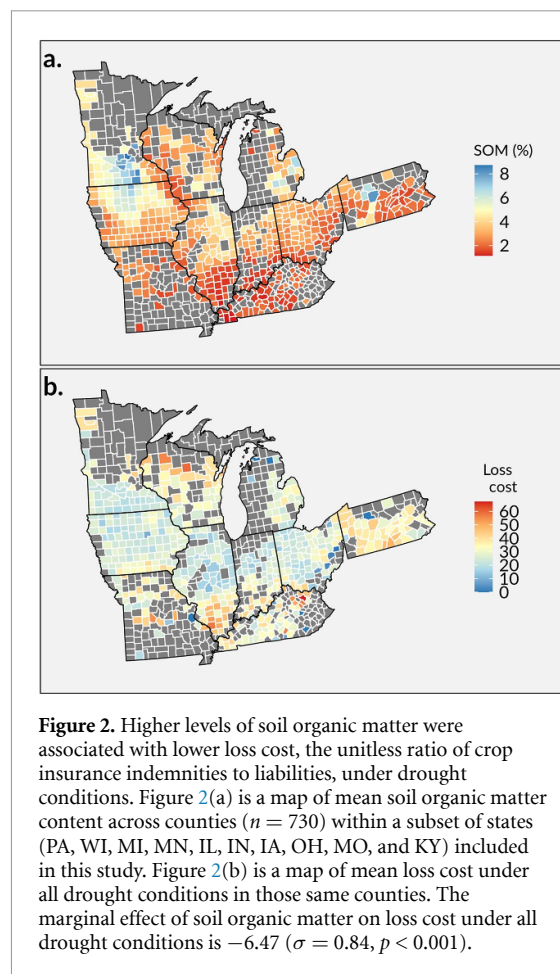 a.
SOM (%)
8
6
4
2
b.
Loss
cost
60
50
40
30
20
10
0
Figure 2. Higher levels of soil organic matter were
associated with lower loss cost, the unitless ratio of crop
insurance indemnities to liabilities, under drought
conditions. Figure 2(a) is a map of mean soil organic matter
content across counties (n = 730) within a subset of states
(PA, WI, MI, MN, IL, IN, IA, OH, MO, and KY) included
in this study. Figure 2(b) is a map of mean loss cost under
all drought conditions in those same counties. The
marginal effect of soil organic matter on loss cost under all
drought conditions is −6.47 (σ = 0.84, p < 0.001).